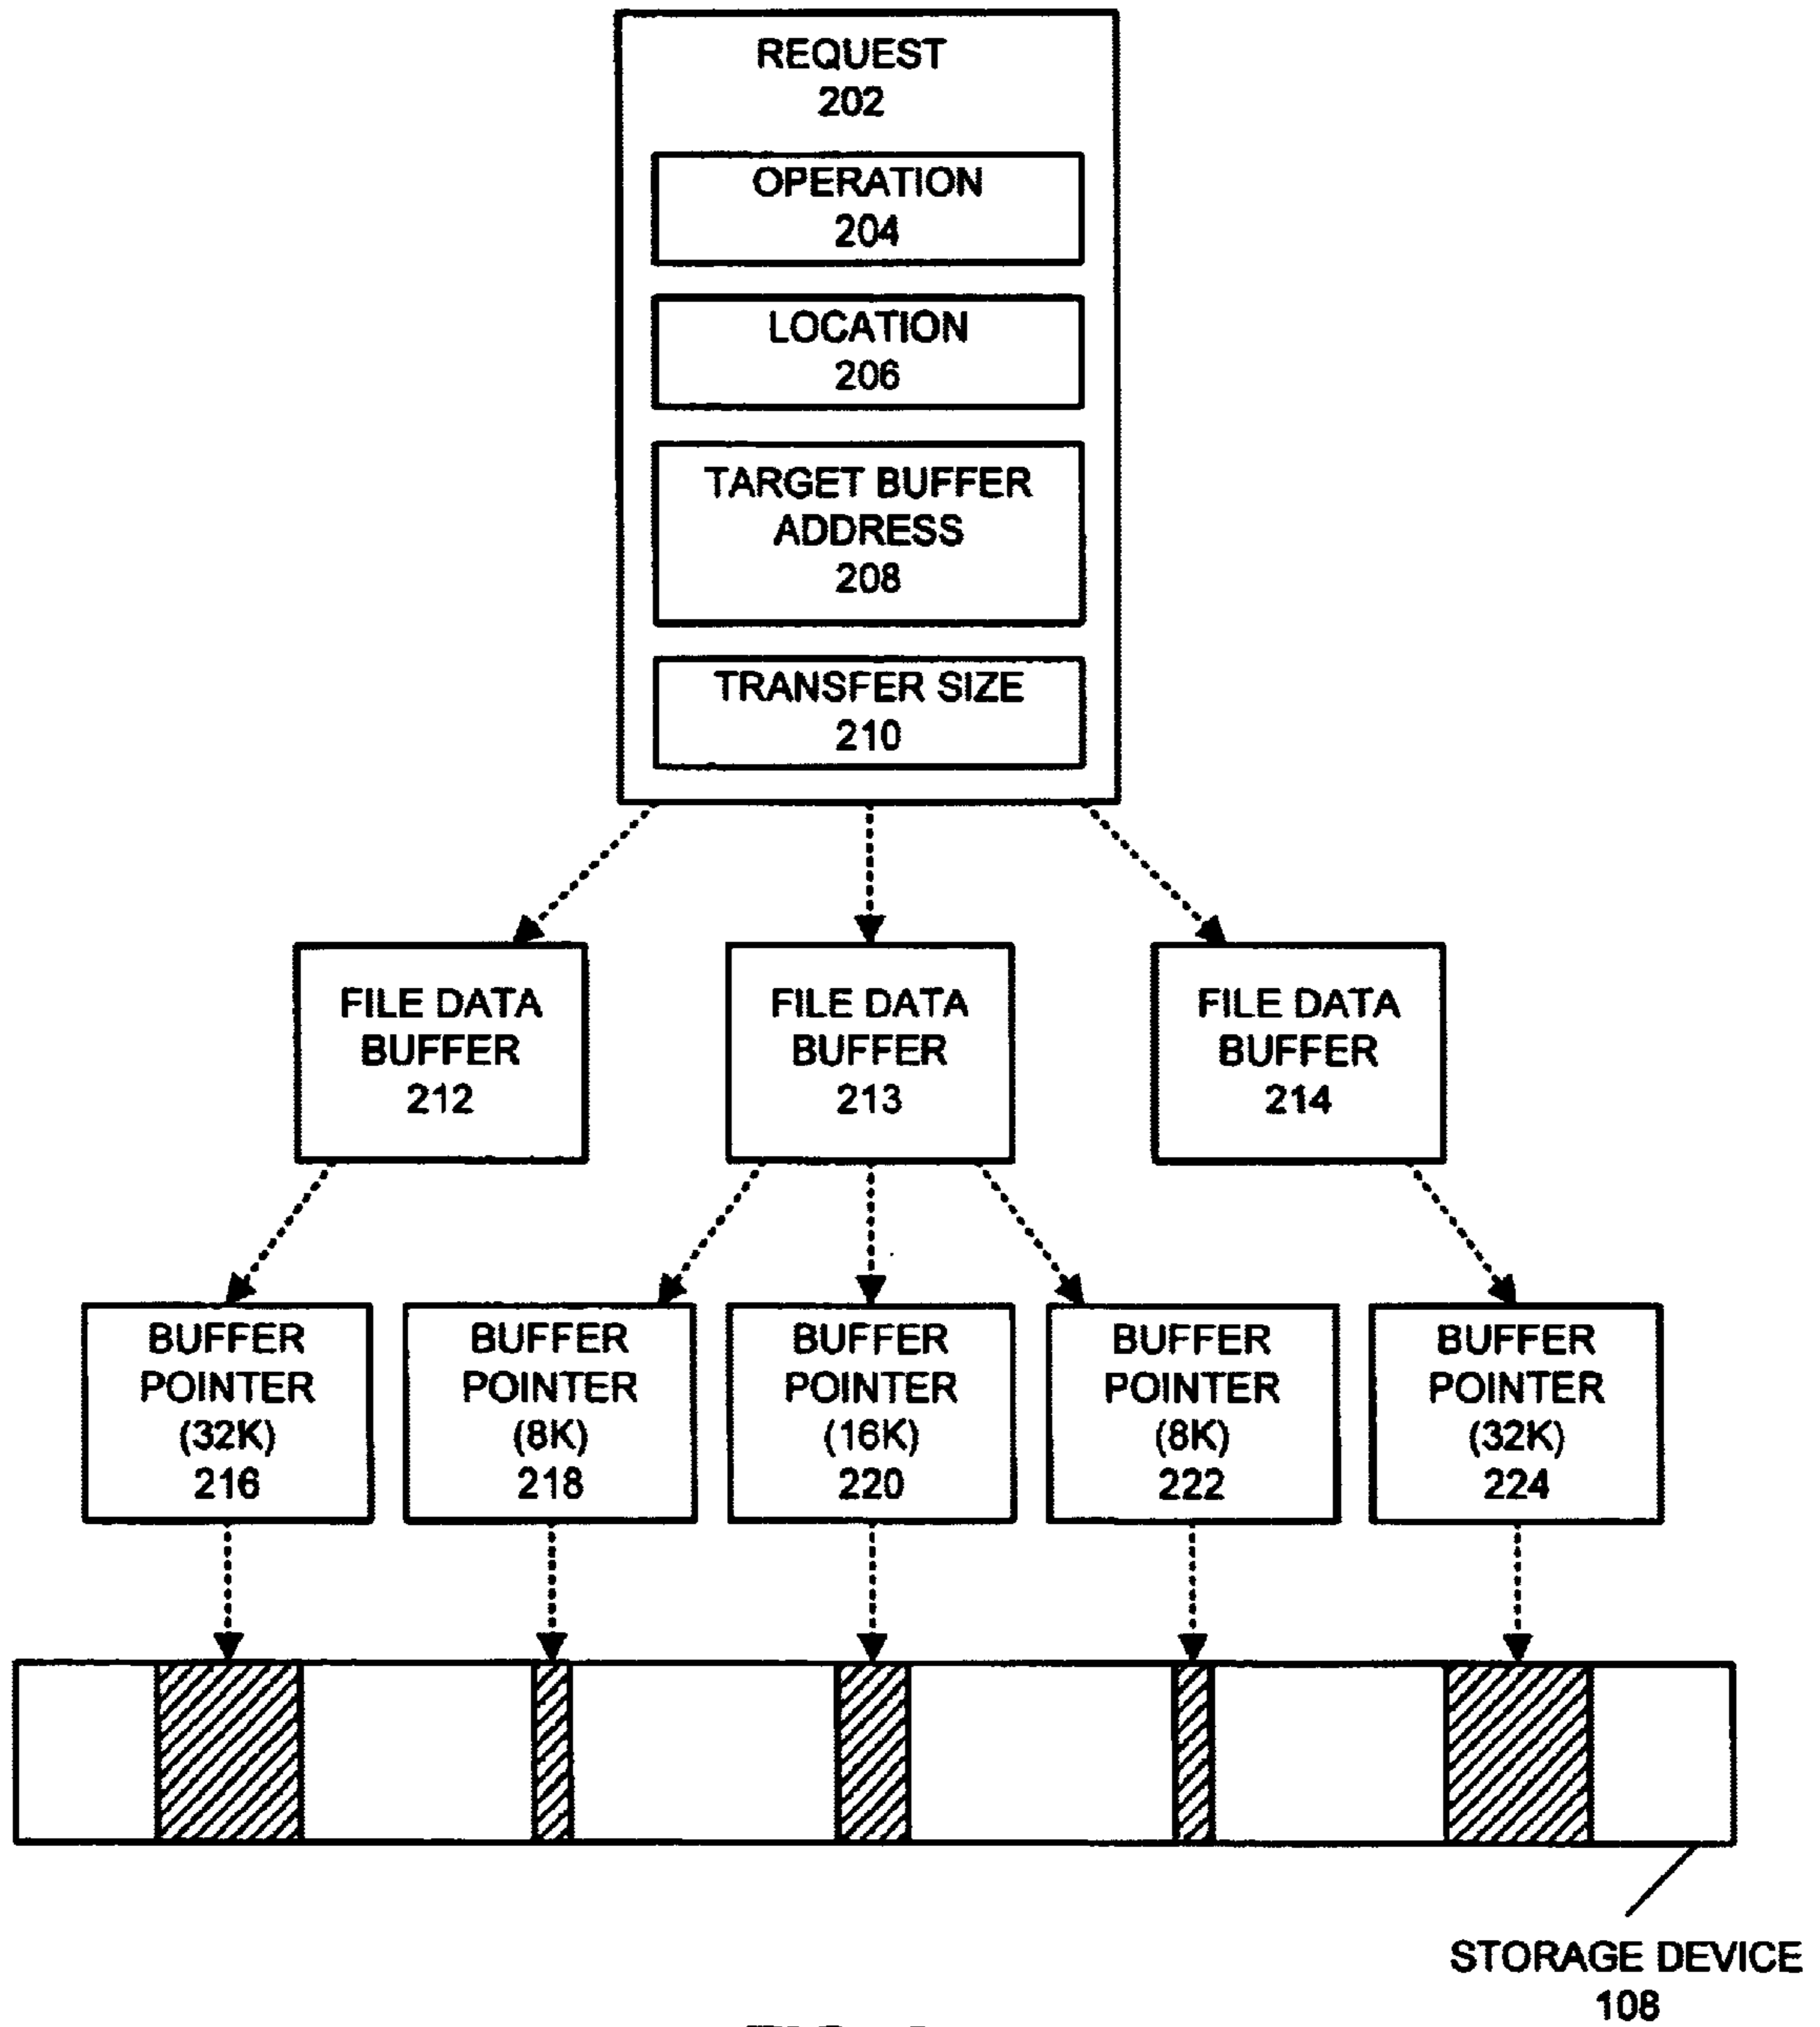 REQUEST
202
OPERATION
204
LOCATION
206
TARGET BUFFER
ADDRESS
208
TRANSFER SIZE
210
FILE DATA
BUFFER
212
FILE DATA
BUFFER
213
FILE DATA
BUFFER
214
BUFFER
POINTER
(32K)
216
BUFFER
POINTER
(8K)
218
BUFFER
POINTER
(16K)
220
BUFFER
POINTER
(8K)
222
BUFFER
POINTER
(32K)
224
STORAGE DEVICE
108